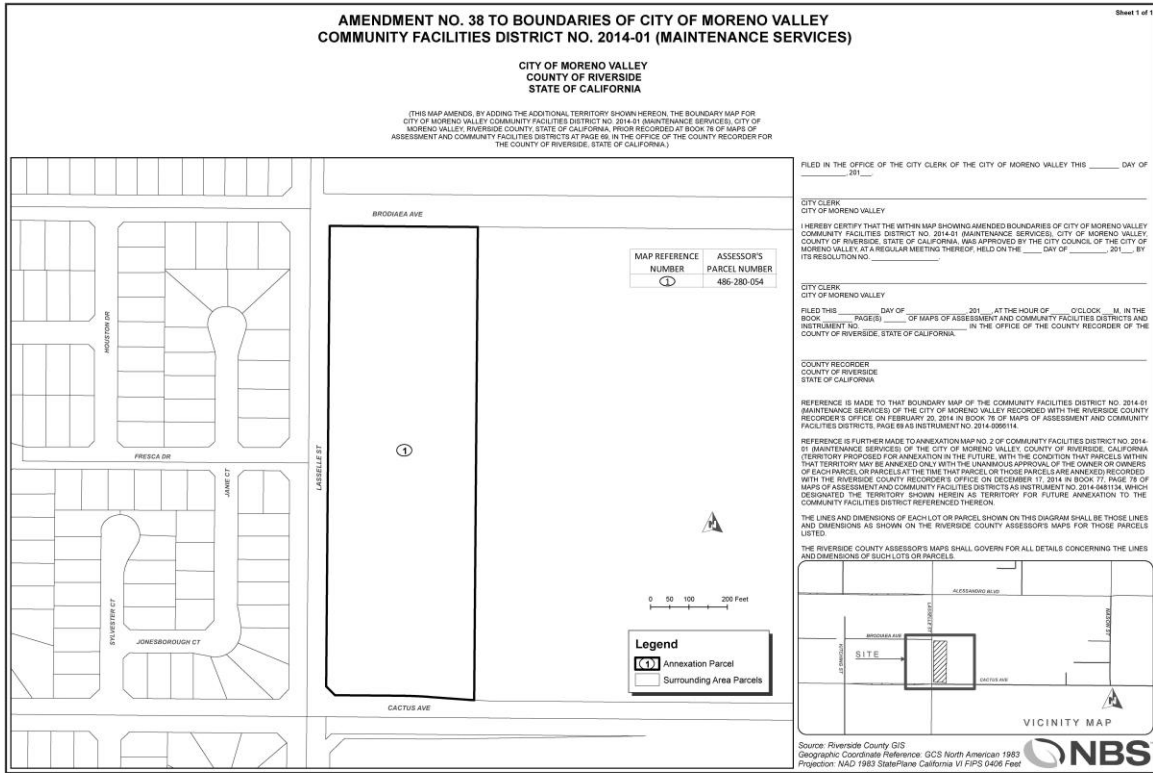 Sheet 1 of 1
AMENDMENT NO. 38 TO BOUNDARIES OF CITY OF MORENO VALLEY
COMMUNITY FACILITIES DISTRICT NO. 2014-01 (MAINTENANCE SERVICES)
CITY OF MORENO VALLEY
COUNTY OF RIVERSIDE
STATE OF CALIFORNIA
(THIS MAP AMENDS, BY ADDING THE ADDITIONAL TERRITORY SHOWN HEREON, THE BOUNDARY MAP FOR
CITY OF MORENO VALLEY COMMUNITY FACILITIES DISTRICT NO. 2014-01 (MAINTENANCE SERVICES), CITY OF
MORENO VALLEY, RIVERSIDE COUNTY, STATE OF CALIFORNIA, PRIOR RECORDED AT BOOK 76 OF MAPS OF
ASSESSMENT AND COMMUNITY FACILITIES DISTRICTS AT PAGE 69, IN THE OFFICE OF THE COUNTY RECORDER FOR
THE COUNTY OF RIVERSIDE, STATE OF CALIFORNIA.)
BRODIAEA AVE
HOUSTON DR
LASSELLE ST
FRESCA DR
JANIE CT
SYLVESTER CT
JONESBOROUGH CT
CACTUS AVE
1
MAP REFERENCE NUMBER ASSESSOR'S PARCEL NUMBER
1 486-280-054
N
0 50 100 200 Feet
Legend
1 Annexation Parcel
Surrounding Area Parcels
FILED IN THE OFFICE OF THE CITY CLERK OF THE CITY OF MORENO VALLEY THIS ______ DAY OF
__________, 201___.
CITY CLERK
CITY OF MORENO VALLEY
I HEREBY CERTIFY THAT THE WITHIN MAP SHOWING AMENDED BOUNDARIES OF CITY OF MORENO VALLEY
COMMUNITY FACILITIES DISTRICT NO. 2014-01 (MAINTENANCE SERVICES), CITY OF MORENO VALLEY,
COUNTY OF RIVERSIDE, STATE OF CALIFORNIA, WAS APPROVED BY THE CITY COUNCIL OF THE CITY OF
MORENO VALLEY, AT A REGULAR MEETING THEREOF, HELD ON THE ____ DAY OF ________, 201___, BY
ITS RESOLUTION NO. ______________.
CITY CLERK
CITY OF MORENO VALLEY
FILED THIS ________ DAY OF ____________, 201___, AT THE HOUR OF _____ O'CLOCK ___M, IN THE
BOOK ______ PAGE(S) _____ OF MAPS OF ASSESSMENT AND COMMUNITY FACILITIES DISTRICTS AND
INSTRUMENT NO. ____________________ IN THE OFFICE OF THE COUNTY RECORDER OF THE
COUNTY OF RIVERSIDE, STATE OF CALIFORNIA.
COUNTY RECORDER
COUNTY OF RIVERSIDE
STATE OF CALIFORNIA
REFERENCE IS MADE TO THAT BOUNDARY MAP OF THE COMMUNITY FACILITIES DISTRICT NO. 2014-01
(MAINTENANCE SERVICES) OF THE CITY OF MORENO VALLEY RECORDED WITH THE RIVERSIDE COUNTY
RECORDER'S OFFICE ON FEBRUARY 20, 2014 IN BOOK 76 OF MAPS OF ASSESSMENT AND COMMUNITY
FACILITIES DISTRICTS, PAGE 69 AS INSTRUMENT NO. 2014-0066114.
REFERENCE IS FURTHER MADE TO ANNEXATION MAP NO. 2 OF COMMUNITY FACILITIES DISTRICT NO. 2014-
01 (MAINTENANCE SERVICES) OF THE CITY OF MORENO VALLEY, COUNTY OF RIVERSIDE, CALIFORNIA
(TERRITORY PROPOSED FOR ANNEXATION IN THE FUTURE, WITH THE CONDITION THAT PARCELS WITHIN
THAT TERRITORY MAY BE ANNEXED ONLY WITH THE UNANIMOUS APPROVAL OF THE OWNER OR OWNERS
OF EACH PARCEL OR PARCELS AT THE TIME THAT PARCEL OR THOSE PARCELS ARE ANNEXED) RECORDED
WITH THE RIVERSIDE COUNTY RECORDER'S OFFICE ON DECEMBER 17, 2014 IN BOOK 77, PAGE 78 OF
MAPS OF ASSESSMENT AND COMMUNITY FACILITIES DISTRICTS AS INSTRUMENT NO. 2014-0481134, WHICH
DESIGNATED THE TERRITORY SHOWN HEREIN AS TERRITORY FOR FUTURE ANNEXATION TO THE
COMMUNITY FACILITIES DISTRICT REFERENCED THEREON.
THE LINES AND DIMENSIONS OF EACH LOT OR PARCEL SHOWN ON THIS DIAGRAM SHALL BE THOSE LINES
AND DIMENSIONS AS SHOWN ON THE RIVERSIDE COUNTY ASSESSOR'S MAPS FOR THOSE PARCELS
LISTED.
THE RIVERSIDE COUNTY ASSESSOR'S MAPS SHALL GOVERN FOR ALL DETAILS CONCERNING THE LINES
AND DIMENSIONS OF SUCH LOTS OR PARCELS.
ALESSANDRO BLVD
LASSELLE ST
NASON ST
BRODIAEA AVE
KITCHING ST
SITE
CACTUS AVE
N
VICINITY MAP
Source: Riverside County GIS
Geographic Coordinate Reference: GCS North American 1983
Projection: NAD 1983 StatePlane California VI FIPS 0406 Feet
NBS